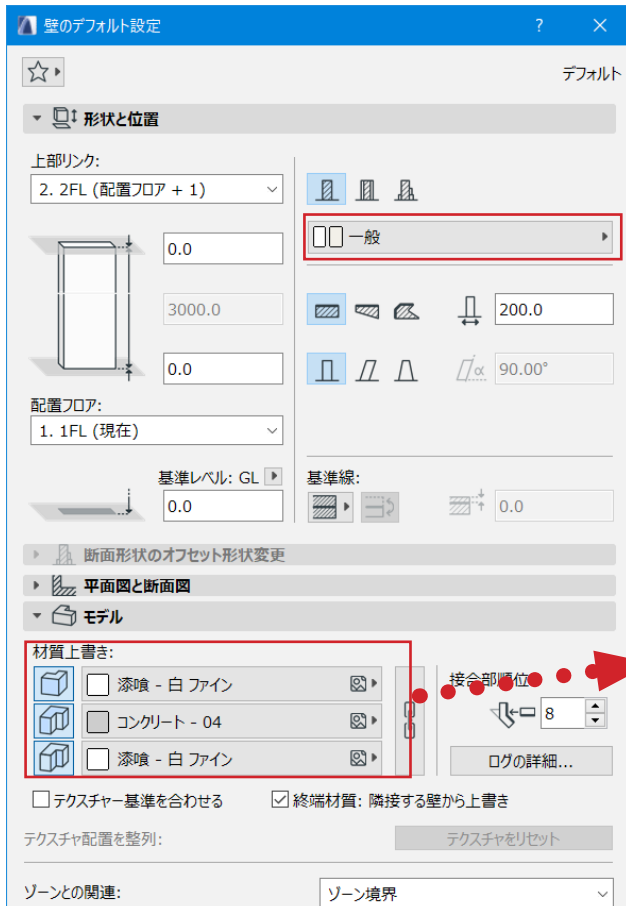 壁のデフォルト設定
デフォルト
形状と位置
上部リンク:
2. 2FL (配置フロア + 1)
一般
0.0
3000.0
200.0
0.0
α 90.00°
配置フロア:
1. 1FL (現在)
基準レベル: GL
基準線:
0.0
0.0
断面形状のオフセット形状変更
平面図と断面図
モデル
材質上書き:
漆喰 - 白 ファイン
接合部順位
コンクリート - 04
8
漆喰 - 白 ファイン
ログの詳細...
テクスチャー基準を合わせる
終端材質: 隣接する壁から上書き
テクスチャ配置を整列:
テクスチャをリセット
ゾーンとの関連:
ゾーン境界